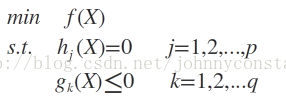 min f(X)
s.t. h_j(X)=0 j=1,2,...,p
http://blog.csdn.net/johnnyconsta
g_k(X)≤0 k=1,2,...q